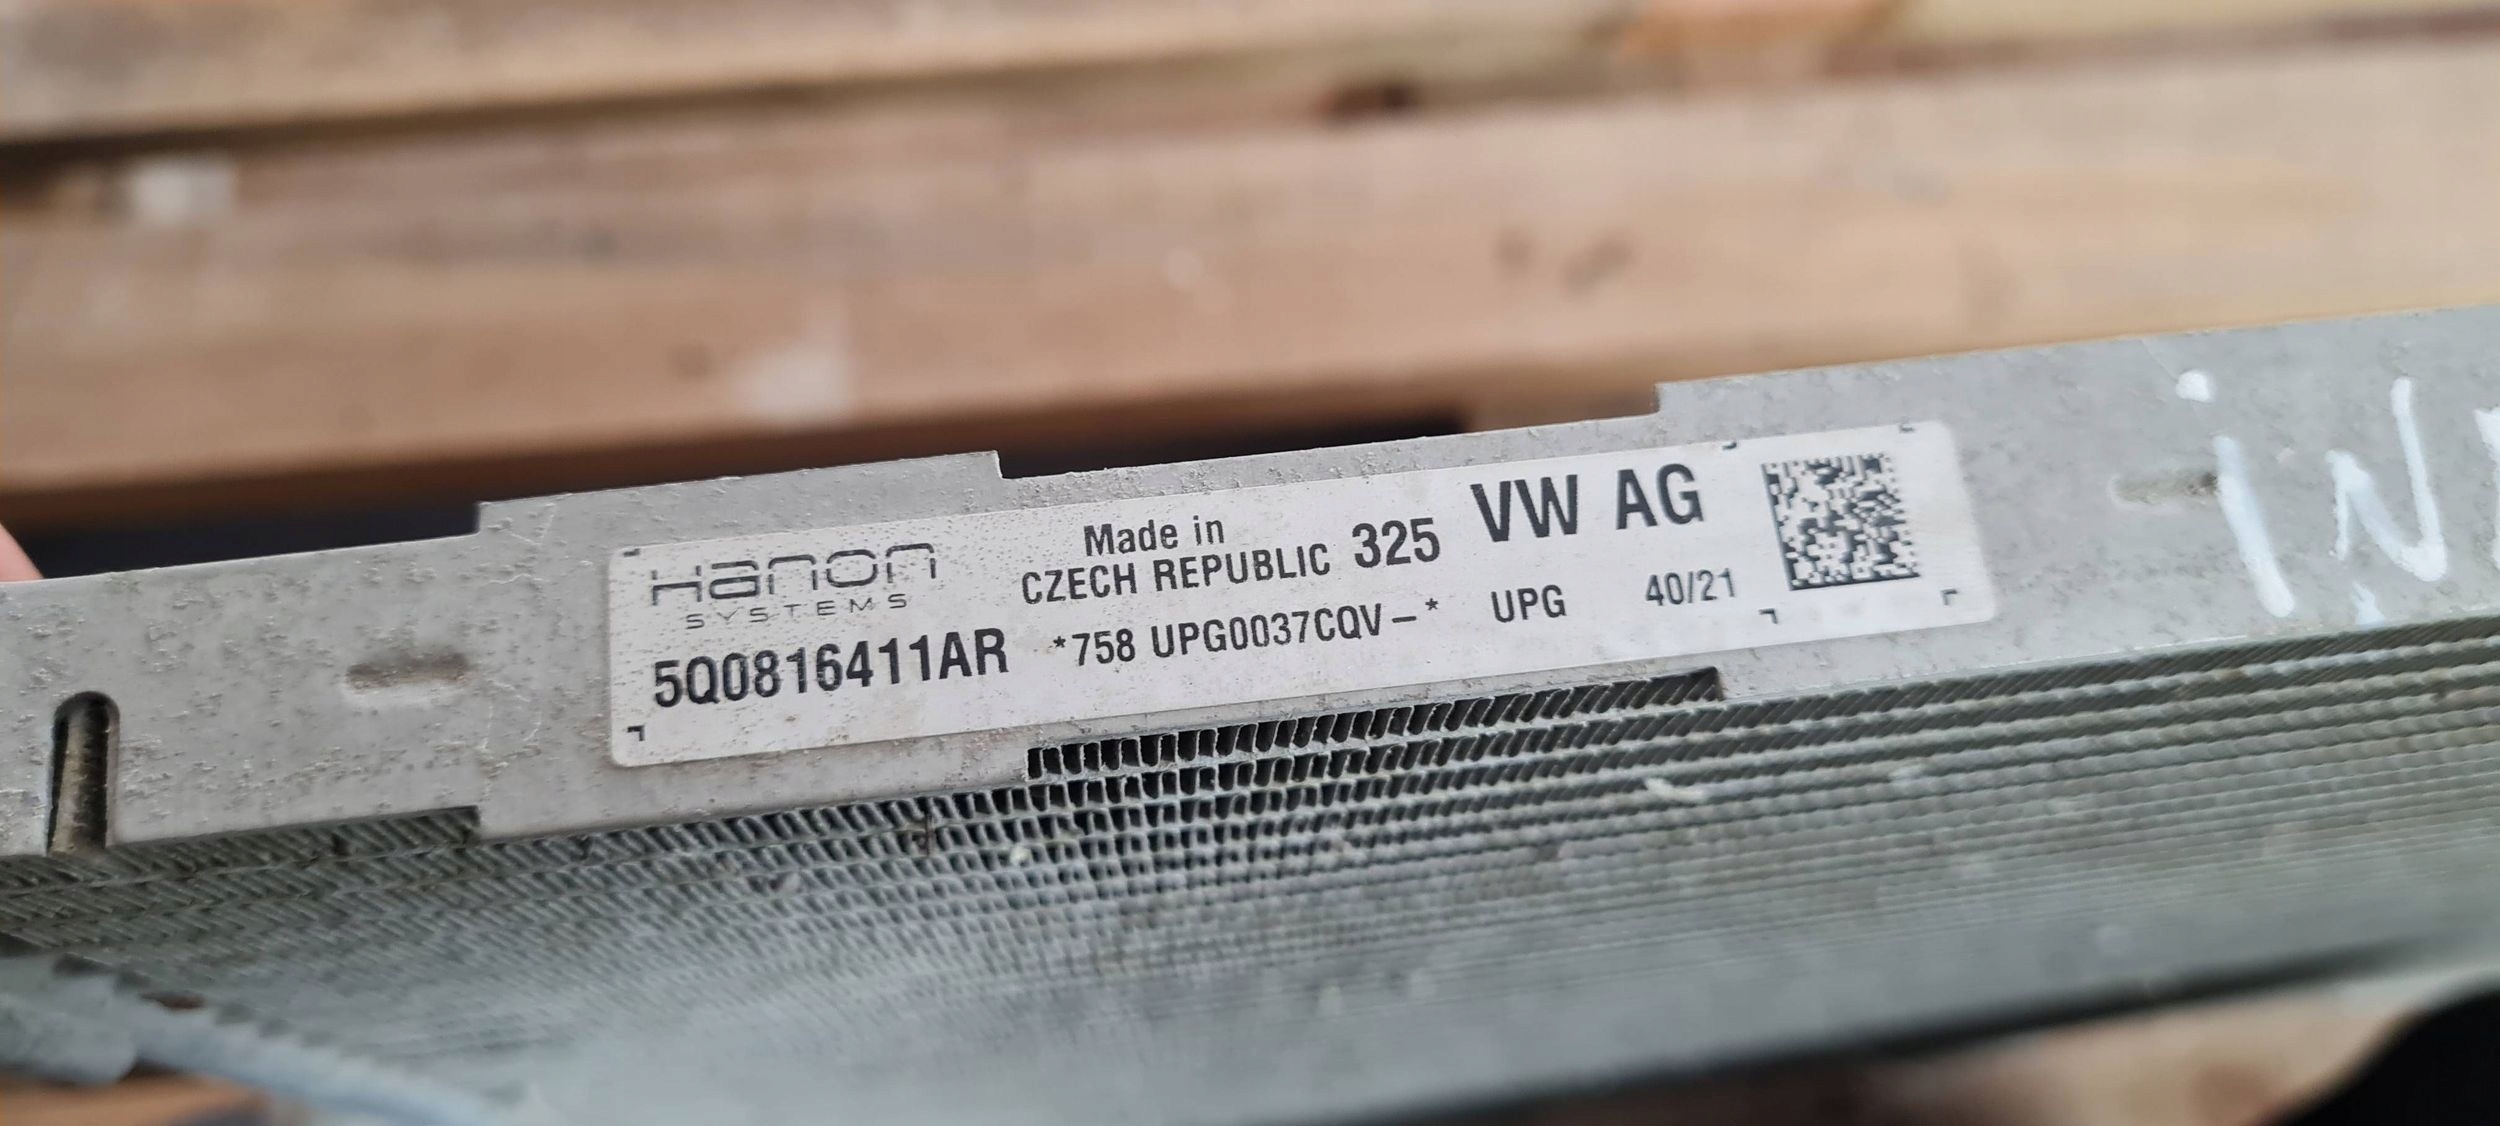 Hanon
SYSTEMS
Made in
CZECH REPUBLIC 325 VW AG
5Q0816411AR *758 UPG0037CQV-* UPG 40/21